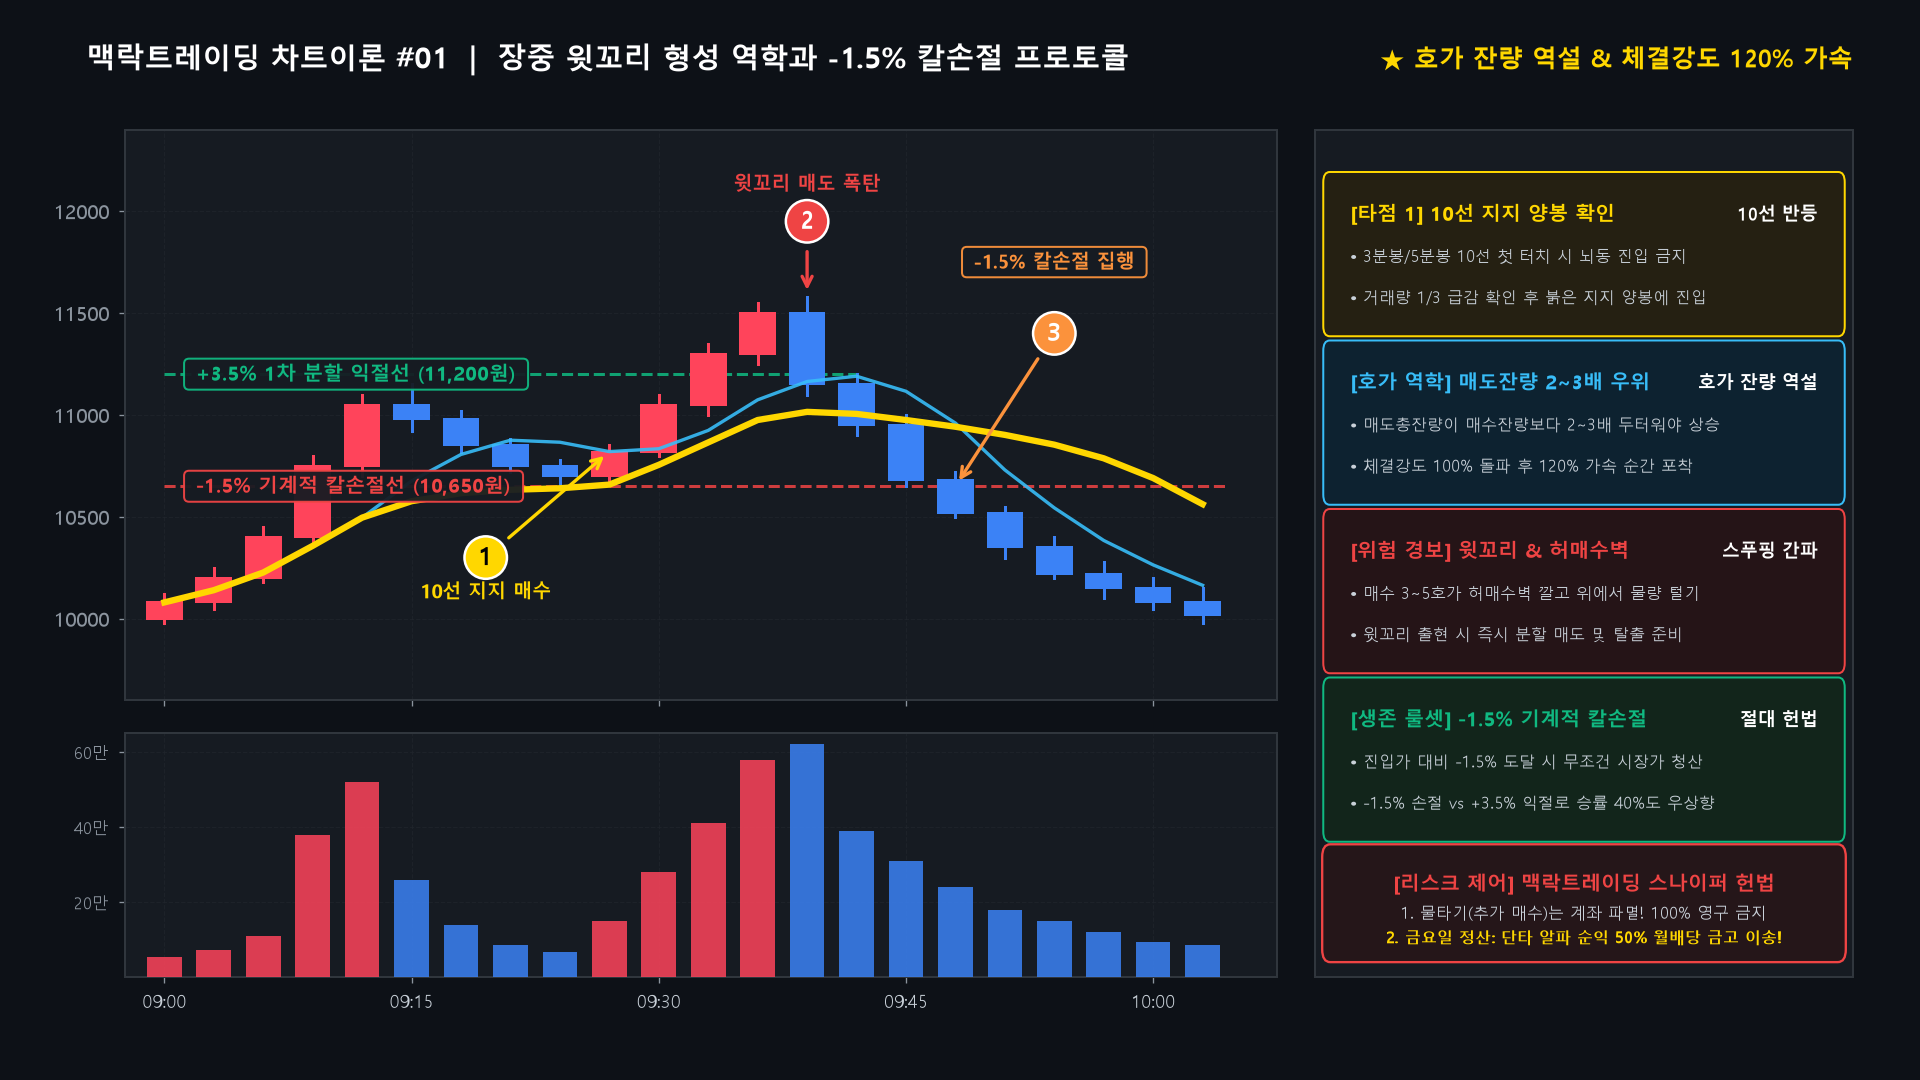 맥락트레이딩 차트이론 #01 | 장중 윗꼬리 형성 역학과 -1.5% 칼손절 프로토콜
★ 호가 잔량 역설 & 체결강도 120% 가속
12000
11500
11000
10500
10000
윗꼬리 매도 폭탄
2
-1.5% 칼손절 집행
3
+3.5% 1차 분할 익절선 (11,200원)
-1.5% 기계적 칼손절선 (10,650원)
1
10선 지지 매수
60만
40만
20만
09:00
09:15
09:30
09:45
10:00
[타점 1] 10선 지지 양봉 확인
10선 반등
• 3분봉/5분봉 10선 첫 터치 시 뇌동 진입 금지
• 거래량 1/3 급감 확인 후 붉은 지지 양봉에 진입
[호가 역학] 매도잔량 2~3배 우위
호가 잔량 역설
• 매도총잔량이 매수잔량보다 2~3배 두터워야 상승
• 체결강도 100% 돌파 후 120% 가속 순간 포착
[위험 경보] 윗꼬리 & 허매수벽
스푸핑 간파
• 매수 3~5호가 허매수벽 깔고 위에서 물량 털기
• 윗꼬리 출현 시 즉시 분할 매도 및 탈출 준비
[생존 룰셋] -1.5% 기계적 칼손절
절대 헌법
• 진입가 대비 -1.5% 도달 시 무조건 시장가 청산
• -1.5% 손절 vs +3.5% 익절로 승률 40%도 우상향
[리스크 제어] 맥락트레이딩 스나이퍼 헌법
1. 물타기(추가 매수)는 계좌 파멸! 100% 영구 금지
2. 금요일 정산: 단타 알파 순익 50% 월배당 금고 이송!